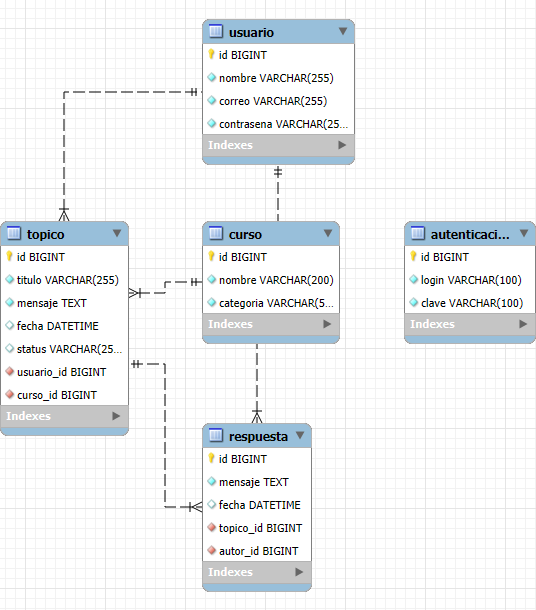 usuario
id BIGINT
nombre VARCHAR(255)
correo VARCHAR(255)
contrasena VARCHAR(25...
Indexes
topico
id BIGINT
titulo VARCHAR(255)
mensaje TEXT
fecha DATETIME
status VARCHAR(25...
usuario_id BIGINT
curso_id BIGINT
Indexes
curso
id BIGINT
nombre VARCHAR(200)
categoria VARCHAR(5...
Indexes
autenticaci...
id BIGINT
login VARCHAR(100)
clave VARCHAR(100)
Indexes
respuesta
id BIGINT
mensaje TEXT
fecha DATETIME
topico_id BIGINT
autor_id BIGINT
Indexes